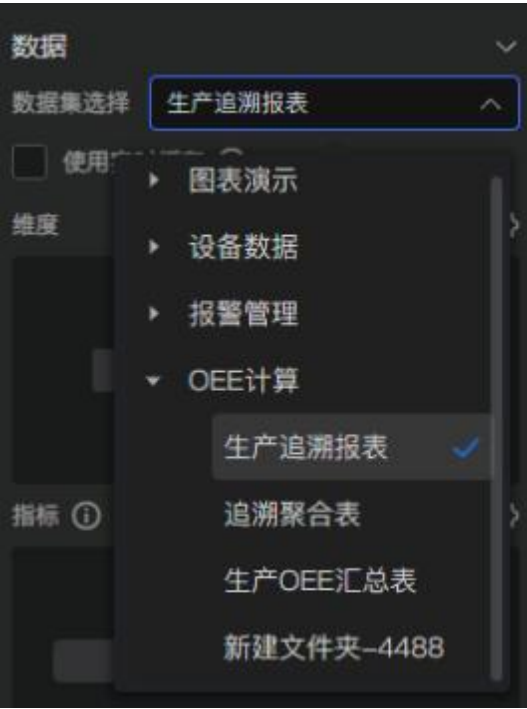 数据
数据集选择 生产追溯报表
使用
图表演示
维度
设备数据
报警管理
OEE计算
生产追溯报表
指标
追溯聚合表
生产OEE汇总表
新建文件夹-4488